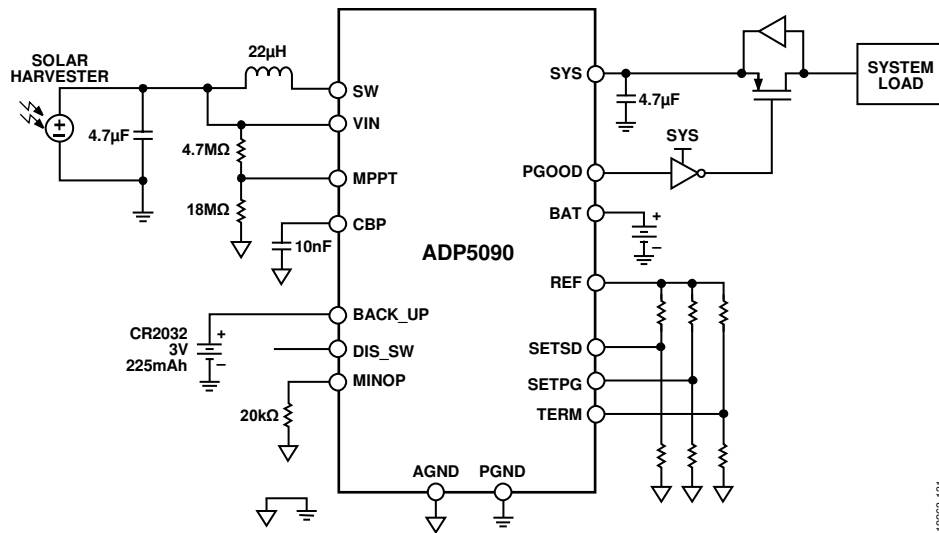 SOLAR
HARVESTER
4.7µF
22µH
4.7MΩ
18MΩ
10nF
CR2032
3V
225mAh
+
–
20kΩ
SW
VIN
MPPT
CBP
BACK_UP
DIS_SW
MINOP
ADP5090
AGND
PGND
SYS
PGOOD
BAT
REF
SETSD
SETPG
TERM
4.7µF
SYS
+
–
SYSTEM
LOAD